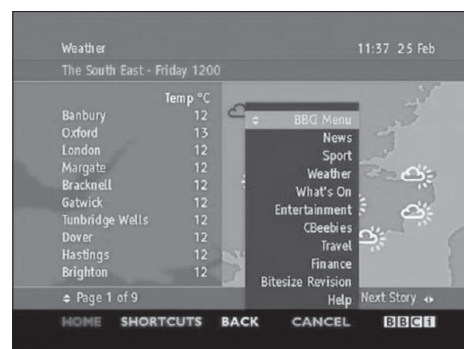 Weather 11:37 25 Feb
The South East - Friday 1200
Temp °C
Banbury 12
Oxford 13
London 12
Margate 12
Bracknell 12
Gatwick 12
Tunbridge Wells 12
Dover 12
Hastings 12
Brighton 12
BBCi Menu
News
Sport
Weather
What's On
Entertainment
CBeebies
Travel
Finance
Bitesize Revision
Help
Page 1 of 9 Next Story
HOME SHORTCUTS BACK CANCEL BBCi